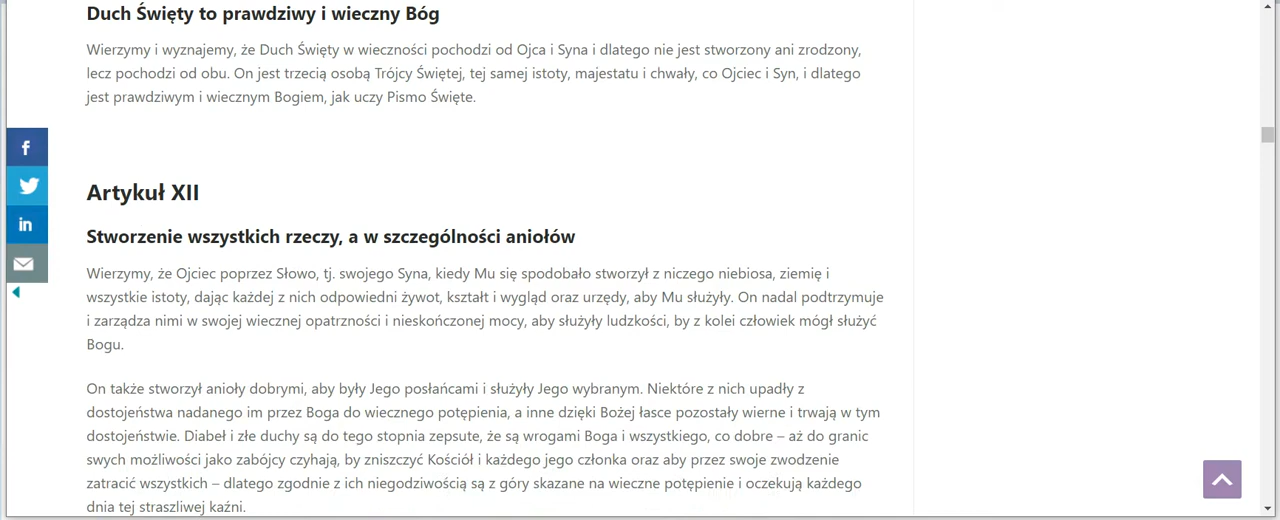 Duch Święty to prawdziwy i wieczny Bóg
Wierzymy i wyznajemy, że Duch Święty w wieczności pochodzi od Ojca i Syna i dlatego nie jest stworzony ani zrodzony,
lecz pochodzi od obu. On jest trzecią osobą Trójcy Świętej, tej samej istoty, majestatu i chwały, co Ojciec i Syn, i dlatego
jest prawdziwym i wiecznym Bogiem, jak uczy Pismo Święte.
Artykuł XII
Stworzenie wszystkich rzeczy, a w szczególności aniołów
Wierzymy, że Ojciec poprzez Słowo, tj. swojego Syna, kiedy Mu się spodobało stworzył z niczego niebiosa, ziemię i
wszystkie istoty, dając każdej z nich odpowiedni żywot, kształt i wygląd oraz urzędy, aby Mu służyły. On nadal podtrzymuje
i zarządza nimi w swojej wiecznej opatrzności i nieskończonej mocy, aby służyły ludzkości, by z kolei człowiek mógł służyć
Bogu.
On także stworzył anioły dobrymi, aby były Jego posłańcami i służyły Jego wybranym. Niektóre z nich upadły z
dostojeństwa nadanego im przez Boga do wiecznego potępienia, a inne dzięki Bożej łasce pozostały wierne i trwają w tym
dostojeństwie. Diabeł i złe duchy są do tego stopnia zepsute, że są wrogami Boga i wszystkiego, co dobre – aż do granic
swych możliwości jako zabójcy czyhają, by zniszczyć Kościół i każdego jego członka oraz aby przez swoje zwodzenie
zatracić wszystkich – dlatego zgodnie z ich niegodziwością są z góry skazane na wieczne potępienie i oczekują każdego
dnia tej straszliwej kaźni.